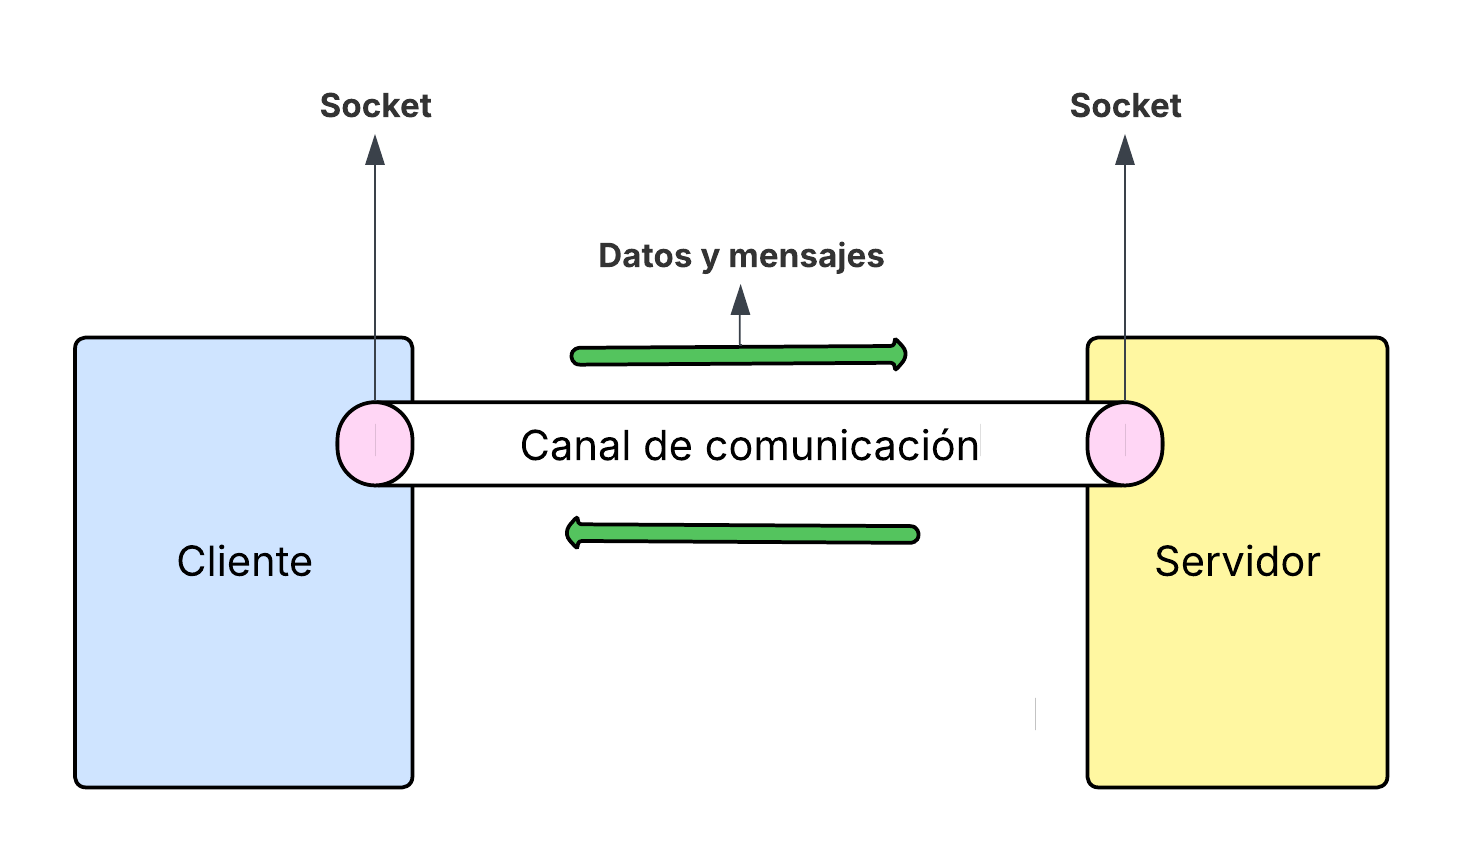 Socket
Socket
Datos y mensajes
Canal de comunicación
Cliente
Servidor